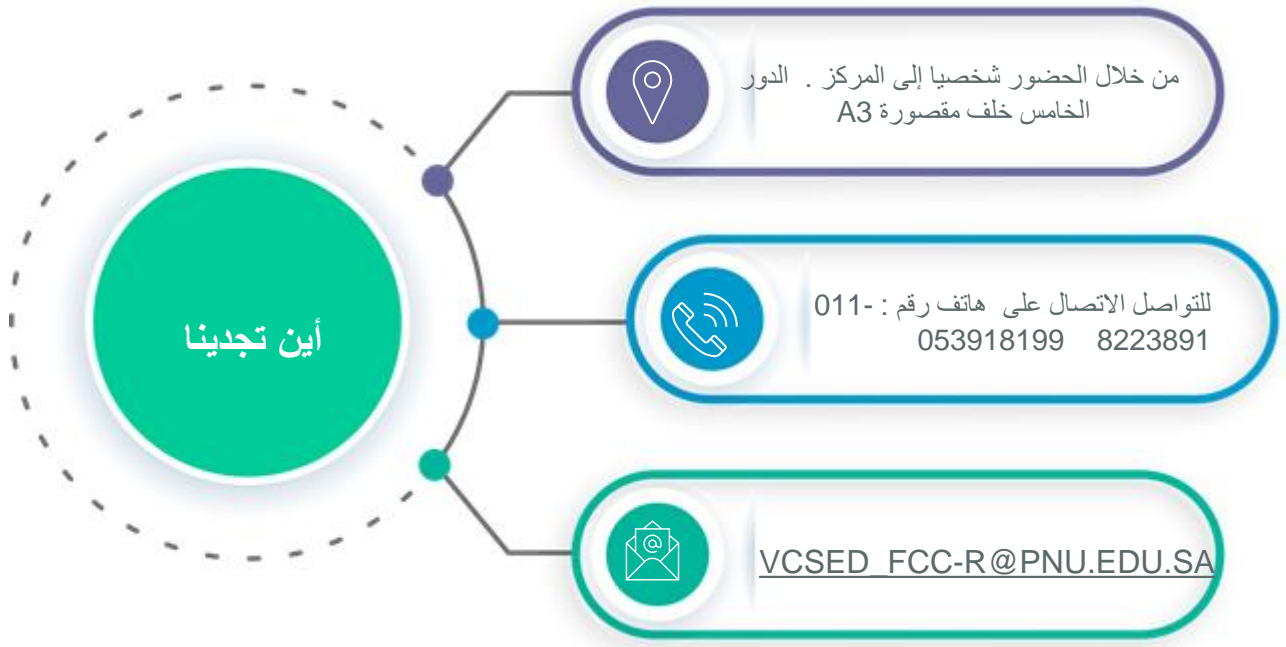 أين تجدينا
من خلال الحضور شخصيا إلى المركز . الدور
الخامس خلف مقصورة A3
للتواصل الاتصال على هاتف رقم : -011
8223891 053918199
VCSED_FCC-R@PNU.EDU.SA